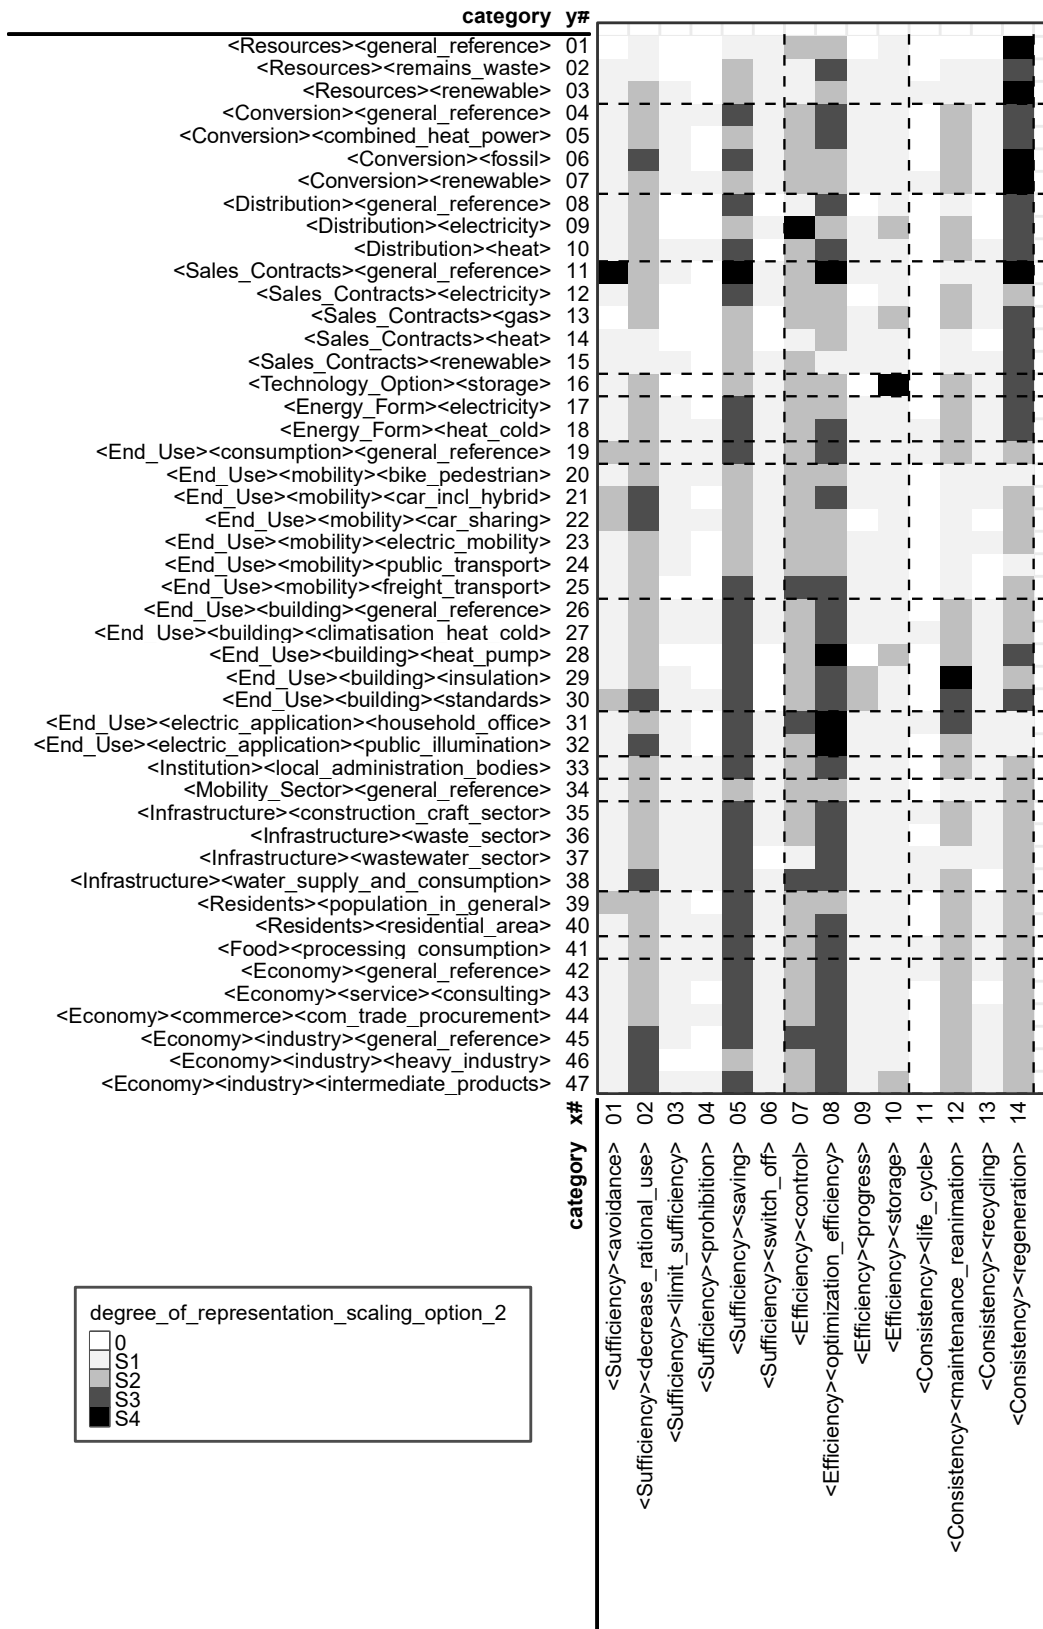 category y#
<Resources><general_reference> 01
<Resources><remains_waste> 02
<Resources><renewable> 03
<Conversion><general_reference> 04
<Conversion><combined_heat_power> 05
<Conversion><fossil> 06
<Conversion><renewable> 07
<Distribution><general_reference> 08
<Distribution><electricity> 09
<Distribution><heat> 10
<Sales_Contracts><general_reference> 11
<Sales_Contracts><electricity> 12
<Sales_Contracts><gas> 13
<Sales_Contracts><heat> 14
<Sales_Contracts><renewable> 15
<Technology_Option><storage> 16
<Energy_Form><electricity> 17
<Energy_Form><heat_cold> 18
<End_Use><consumption><general_reference> 19
<End_Use><mobility><bike_pedestrian> 20
<End_Use><mobility><car_incl_hybrid> 21
<End_Use><mobility><car_sharing> 22
<End_Use><mobility><electric_mobility> 23
<End_Use><mobility><public_transport> 24
<End_Use><mobility><freight_transport> 25
<End_Use><building><general_reference> 26
<End_Use><building><climatisation_heat_cold> 27
<End_Use><building><heat_pump> 28
<End_Use><building><insulation> 29
<End_Use><building><standards> 30
<End_Use><electric_application><household_office> 31
<End_Use><electric_application><public_illumination> 32
<Institution><local_administration_bodies> 33
<Mobility_Sector><general_reference> 34
<Infrastructure><construction_craft_sector> 35
<Infrastructure><waste_sector> 36
<Infrastructure><wastewater_sector> 37
<Infrastructure><water_supply_and_consumption> 38
<Residents><population_in_general> 39
<Residents><residential_area> 40
<Food><processing_consumption> 41
<Economy><general_reference> 42
<Economy><service><consulting> 43
<Economy><commerce><com_trade_procurement> 44
<Economy><industry><general_reference> 45
<Economy><industry><heavy_industry> 46
<Economy><industry><intermediate_products> 47
category x#
<Sufficiency><avoidance> 01
<Sufficiency><decrease_rational_use> 02
<Sufficiency><limit_sufficiency> 03
<Sufficiency><prohibition> 04
<Sufficiency><saving> 05
<Sufficiency><switch_off> 06
<Efficiency><control> 07
<Efficiency><optimization_efficiency> 08
<Efficiency><progress> 09
<Efficiency><storage> 10
<Consistency><life_cycle> 11
<Consistency><maintenance_reanimation> 12
<Consistency><recycling> 13
<Consistency><regeneration> 14
degree_of_representation_scaling_option_2
0
S1
S2
S3
S4